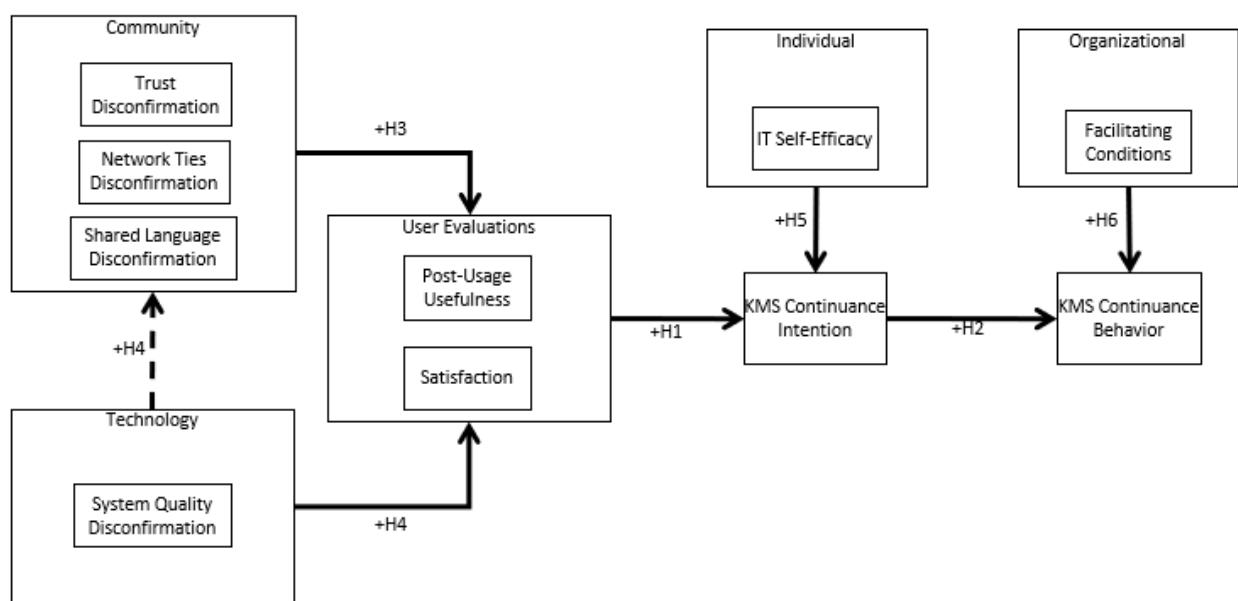 Community
Trust
Disconfirmation
Network Ties
Disconfirmation
Shared Language
Disconfirmation
+H3
+H4
Technology
System Quality
Disconfirmation
+H4
User Evaluations
Post-Usage
Usefulness
Satisfaction
+H1
Individual
IT Self-Efficacy
+H5
KMS Continuance
Intention
+H2
Organizational
Facilitating
Conditions
+H6
KMS Continuance
Behavior